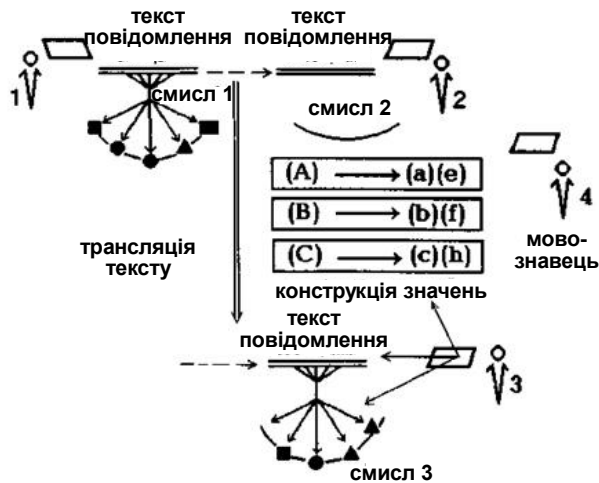 текст
повідомлення
текст
повідомлення
1
смисл 1
смисл 2
2
(A) (a)(e)
(B) (b)(f)
(C) (c)(h)
4
мово-
знавець
трансляція
тексту
конструкція значень
текст
повідомлення
3
смисл 3